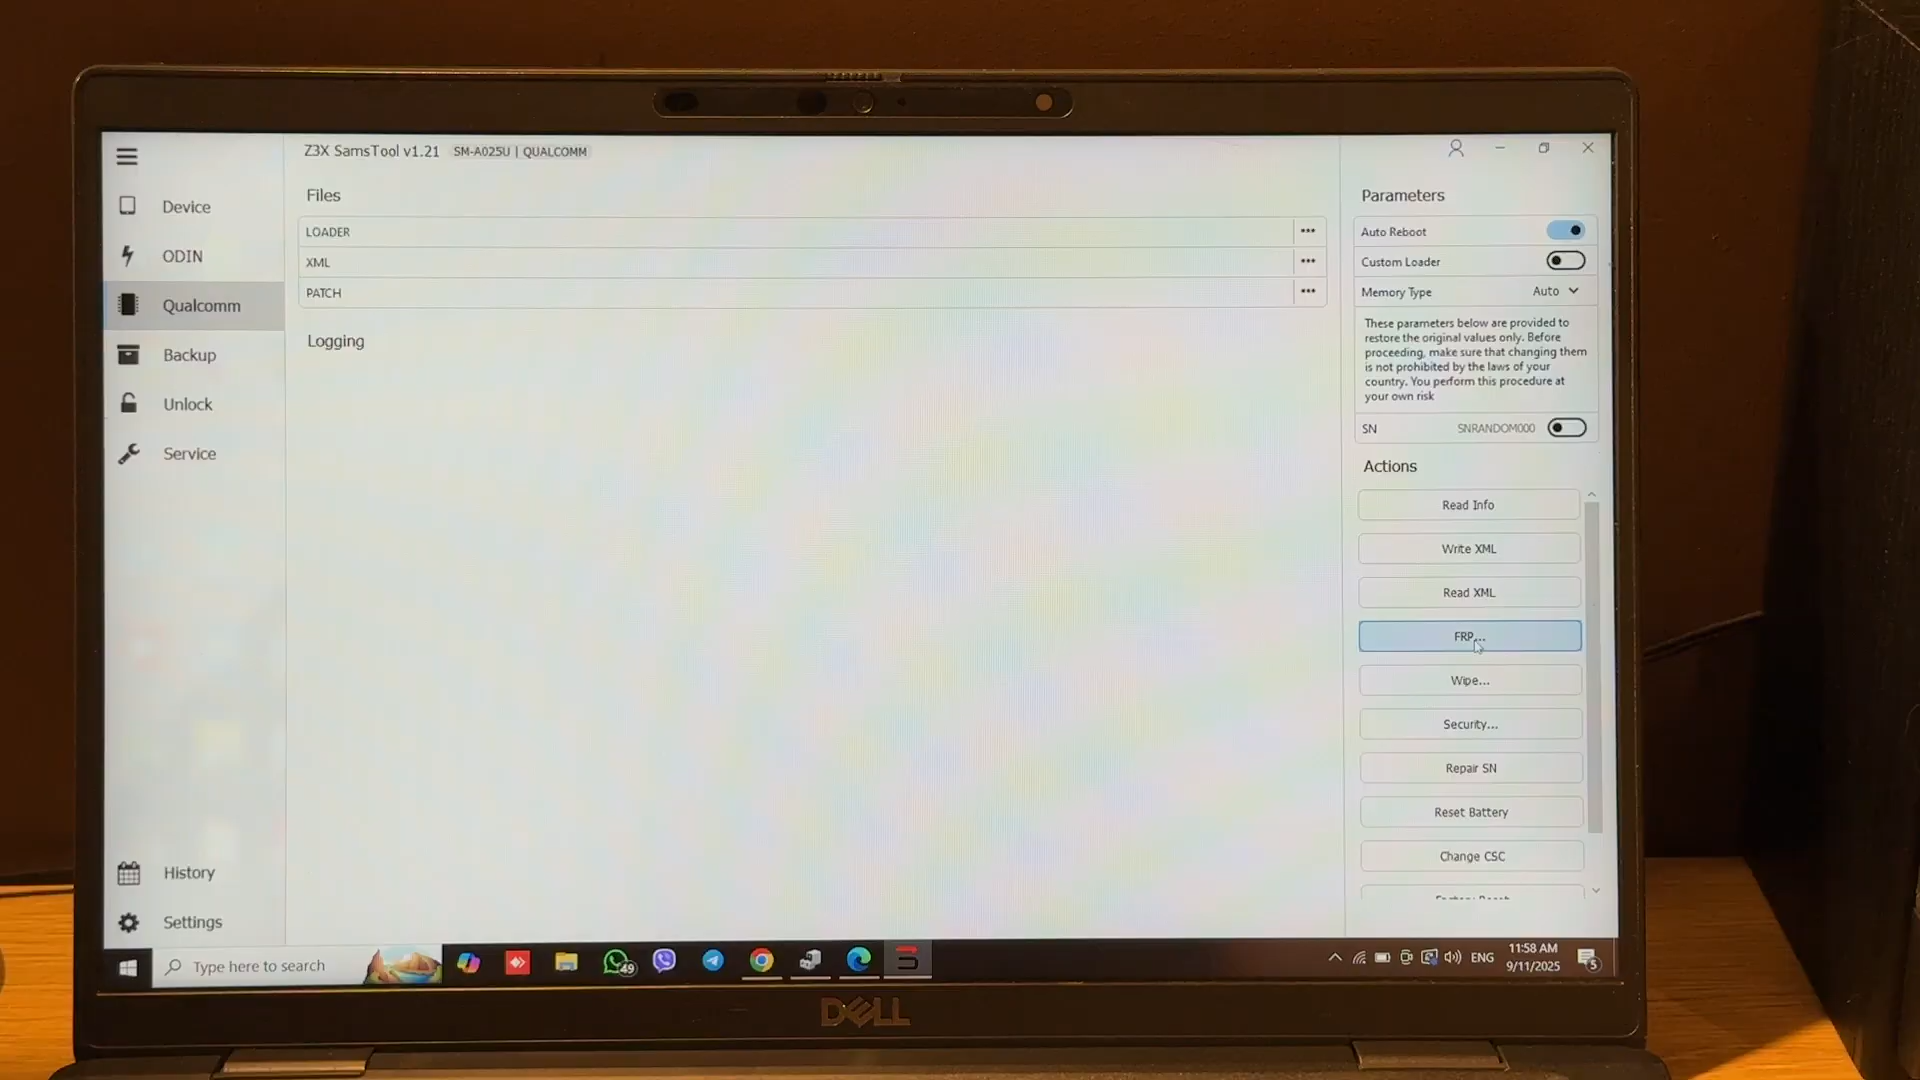 Z3X SamsTool v1.21 SM-A025U | QUALCOMM
Device
ODIN
Qualcomm
Backup
Unlock
Service
History
Settings
Files
LOADER
XML
PATCH
Logging
Parameters
Auto Reboot
Custom Loader
Memory Type Auto
These parameters below are provided to
restore the original values only. Before
proceeding, make sure that changing them
is not prohibited by the laws of your
country. You perform this procedure at
your own risk
SN SNRANDOM000
Actions
Read Info
Write XML
Read XML
FRP...
Wipe...
Security...
Repair SN
Reset Battery
Change CSC
Factory Reset
Type here to search
49
ENG
11:58 AM
9/11/2025
5
DELL